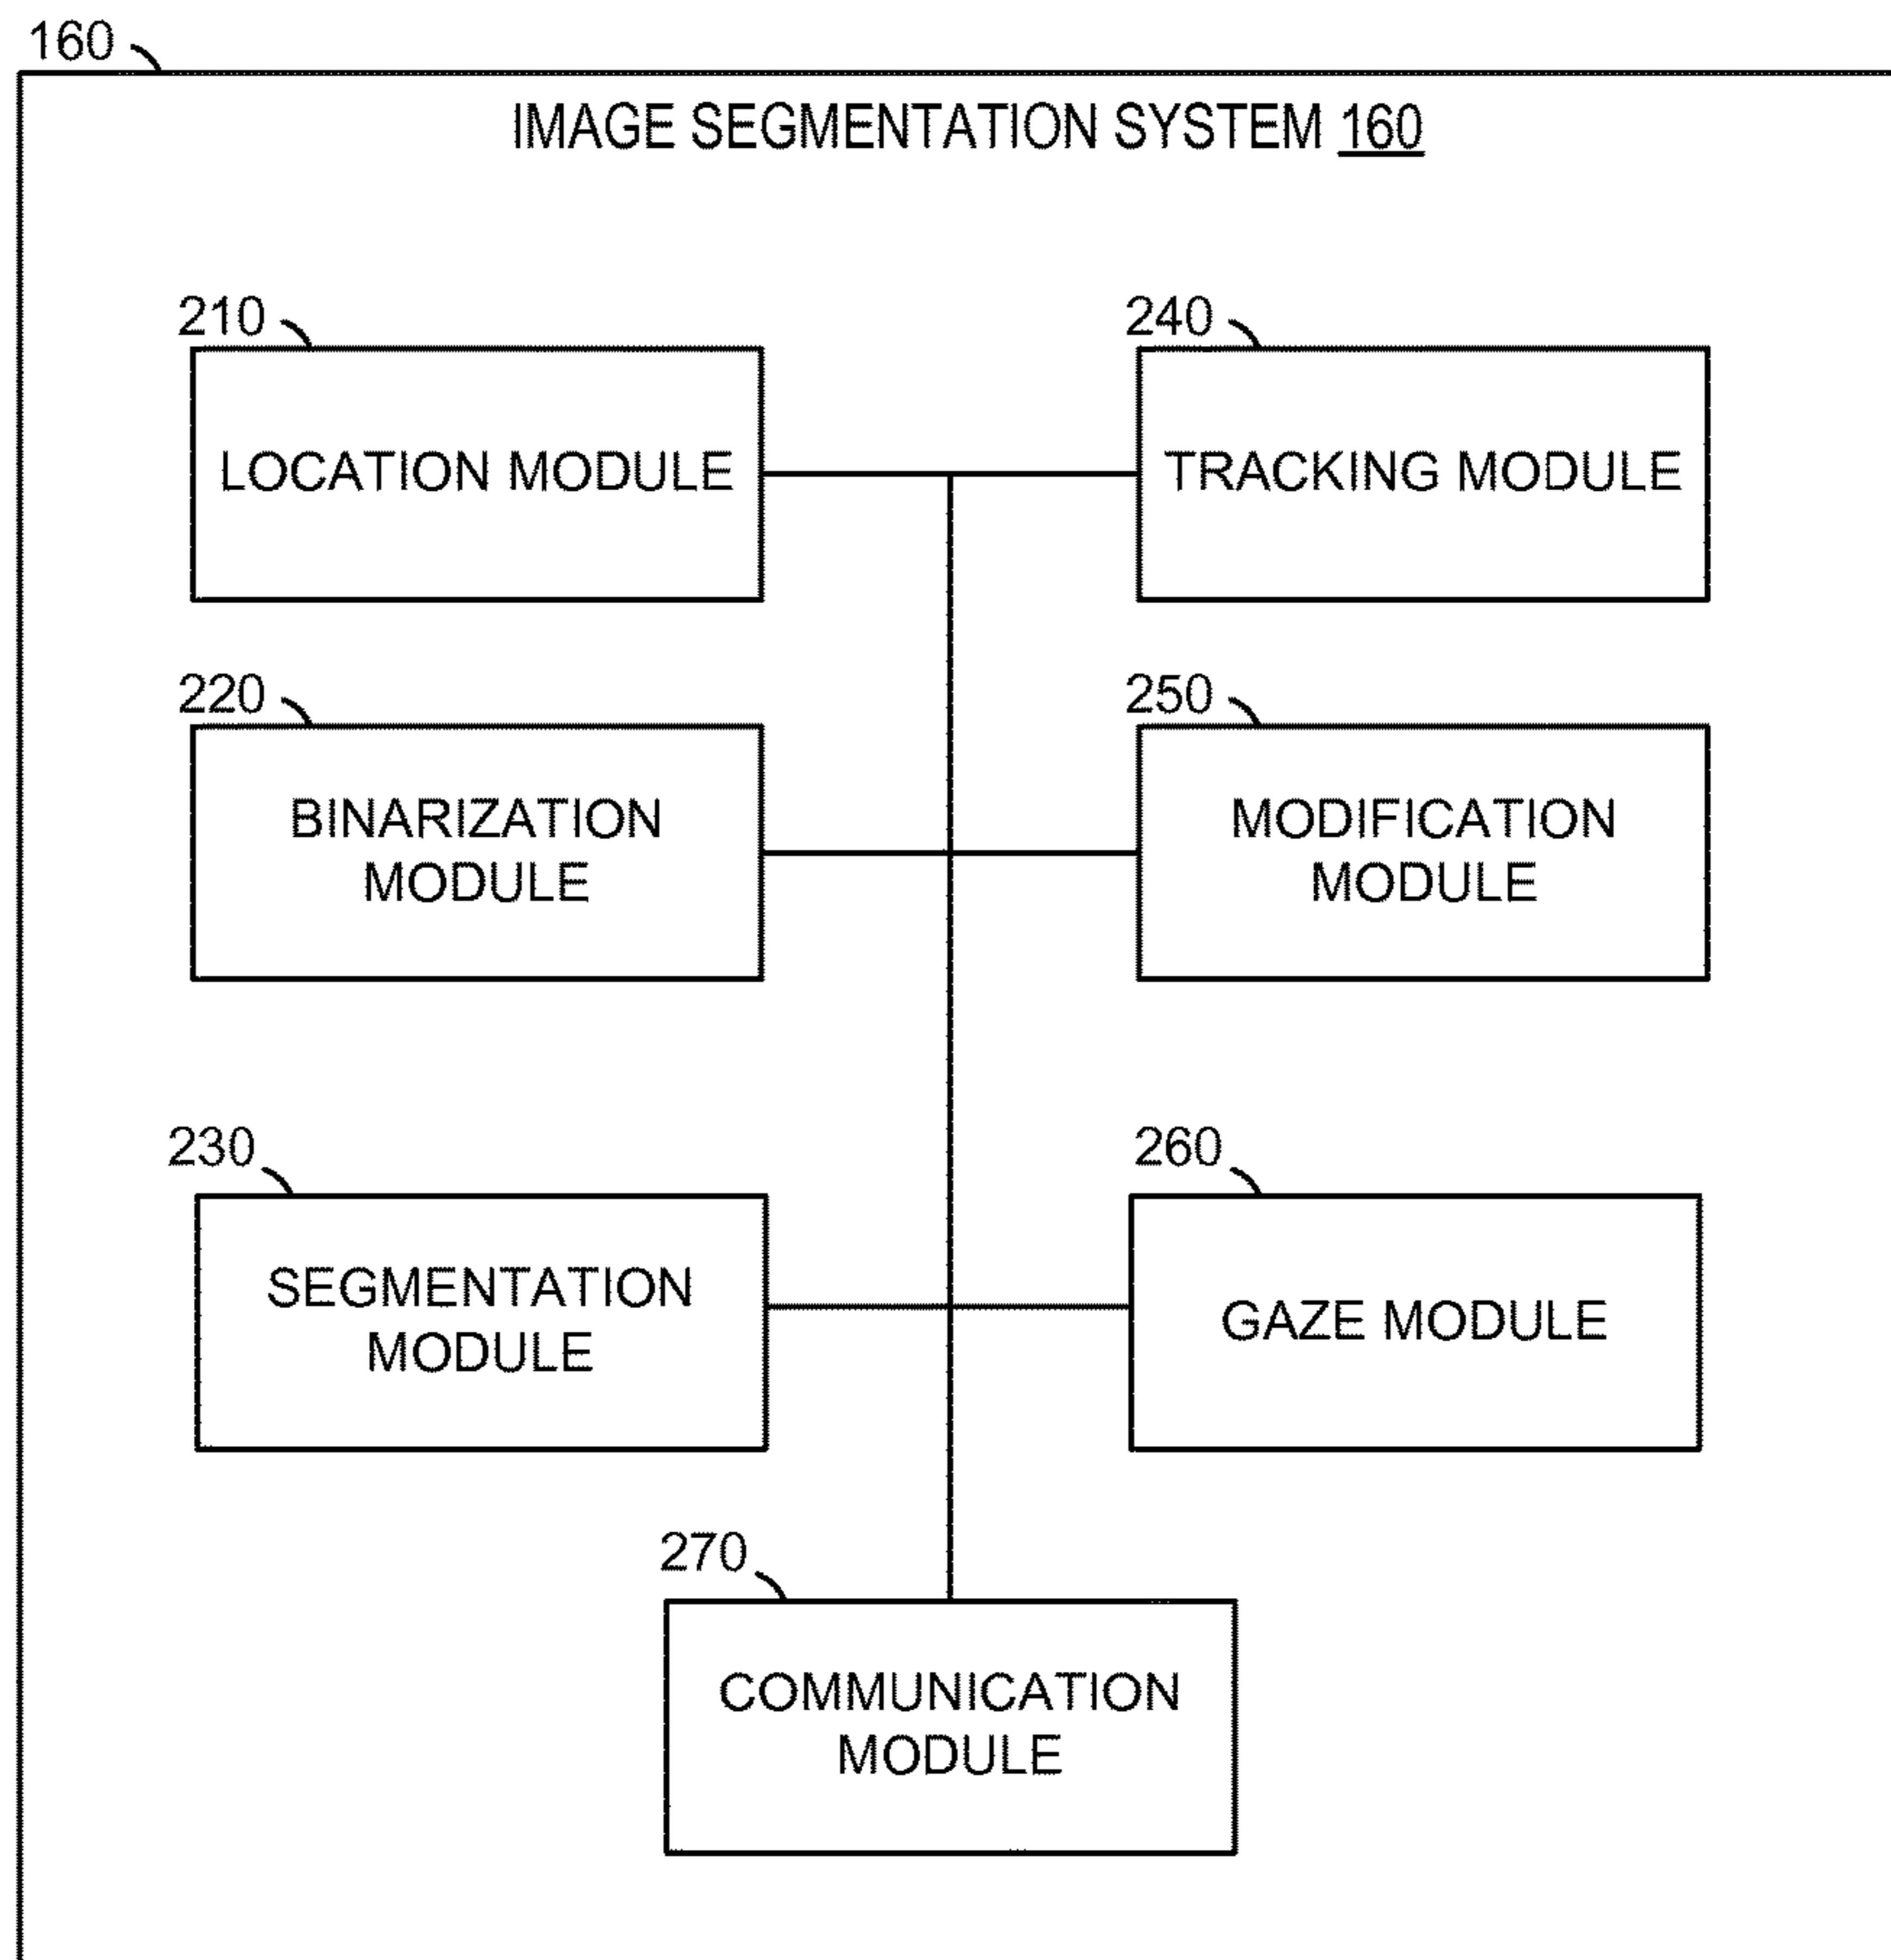 160
IMAGE SEGMENTATION SYSTEM 160
210
LOCATION MODULE
240
TRACKING MODULE
220
BINARIZATION
MODULE
250
MODIFICATION
MODULE
230
SEGMENTATION
MODULE
260
GAZE MODULE
270
COMMUNICATION
MODULE